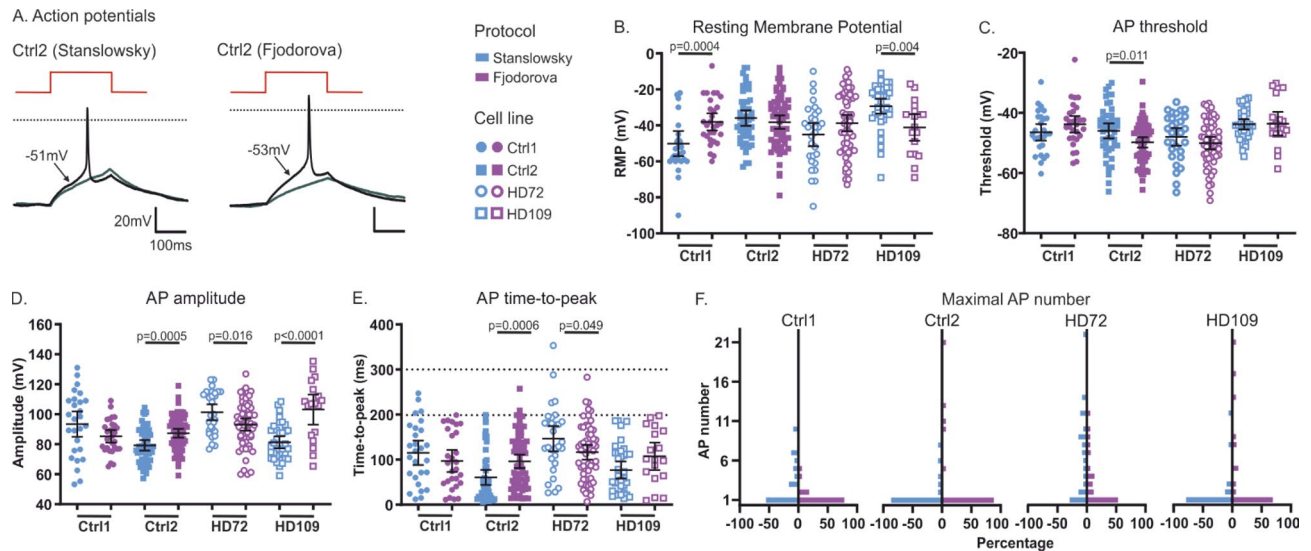 A. Action potentials
Ctrl2 (Stanslowsky)
Ctrl2 (Fjodorova)
-51mV
-53mV
20mV
100ms
Protocol
Stanslowsky
Fjodorova
Cell line
Ctrl1
Ctrl2
HD72
HD109
B. Resting Membrane Potential
p=0.0004
p=0.004
RMP (mV)
0
-20
-40
-60
-80
-100
Ctrl1 Ctrl2 HD72 HD109
C. AP threshold
p=0.011
Threshold (mV)
-20
-40
-60
-80
Ctrl1 Ctrl2 HD72 HD109
D. AP amplitude
p=0.0005 p=0.016 p<0.0001
Amplitude (mV)
160
140
120
100
80
60
40
Ctrl1 Ctrl2 HD72 HD109
E. AP time-to-peak
p=0.0006 p=0.049
Time-to-peak (ms)
400
300
200
100
0
Ctrl1 Ctrl2 HD72 HD109
F. Maximal AP number
Ctrl1 Ctrl2 HD72 HD109
AP number
22
19
16
13
10
7
4
1
-100 -50 0 50 100 -100 -50 0 50 100 -100 -50 0 50 100 -100 -50 0 50 100
Percentage